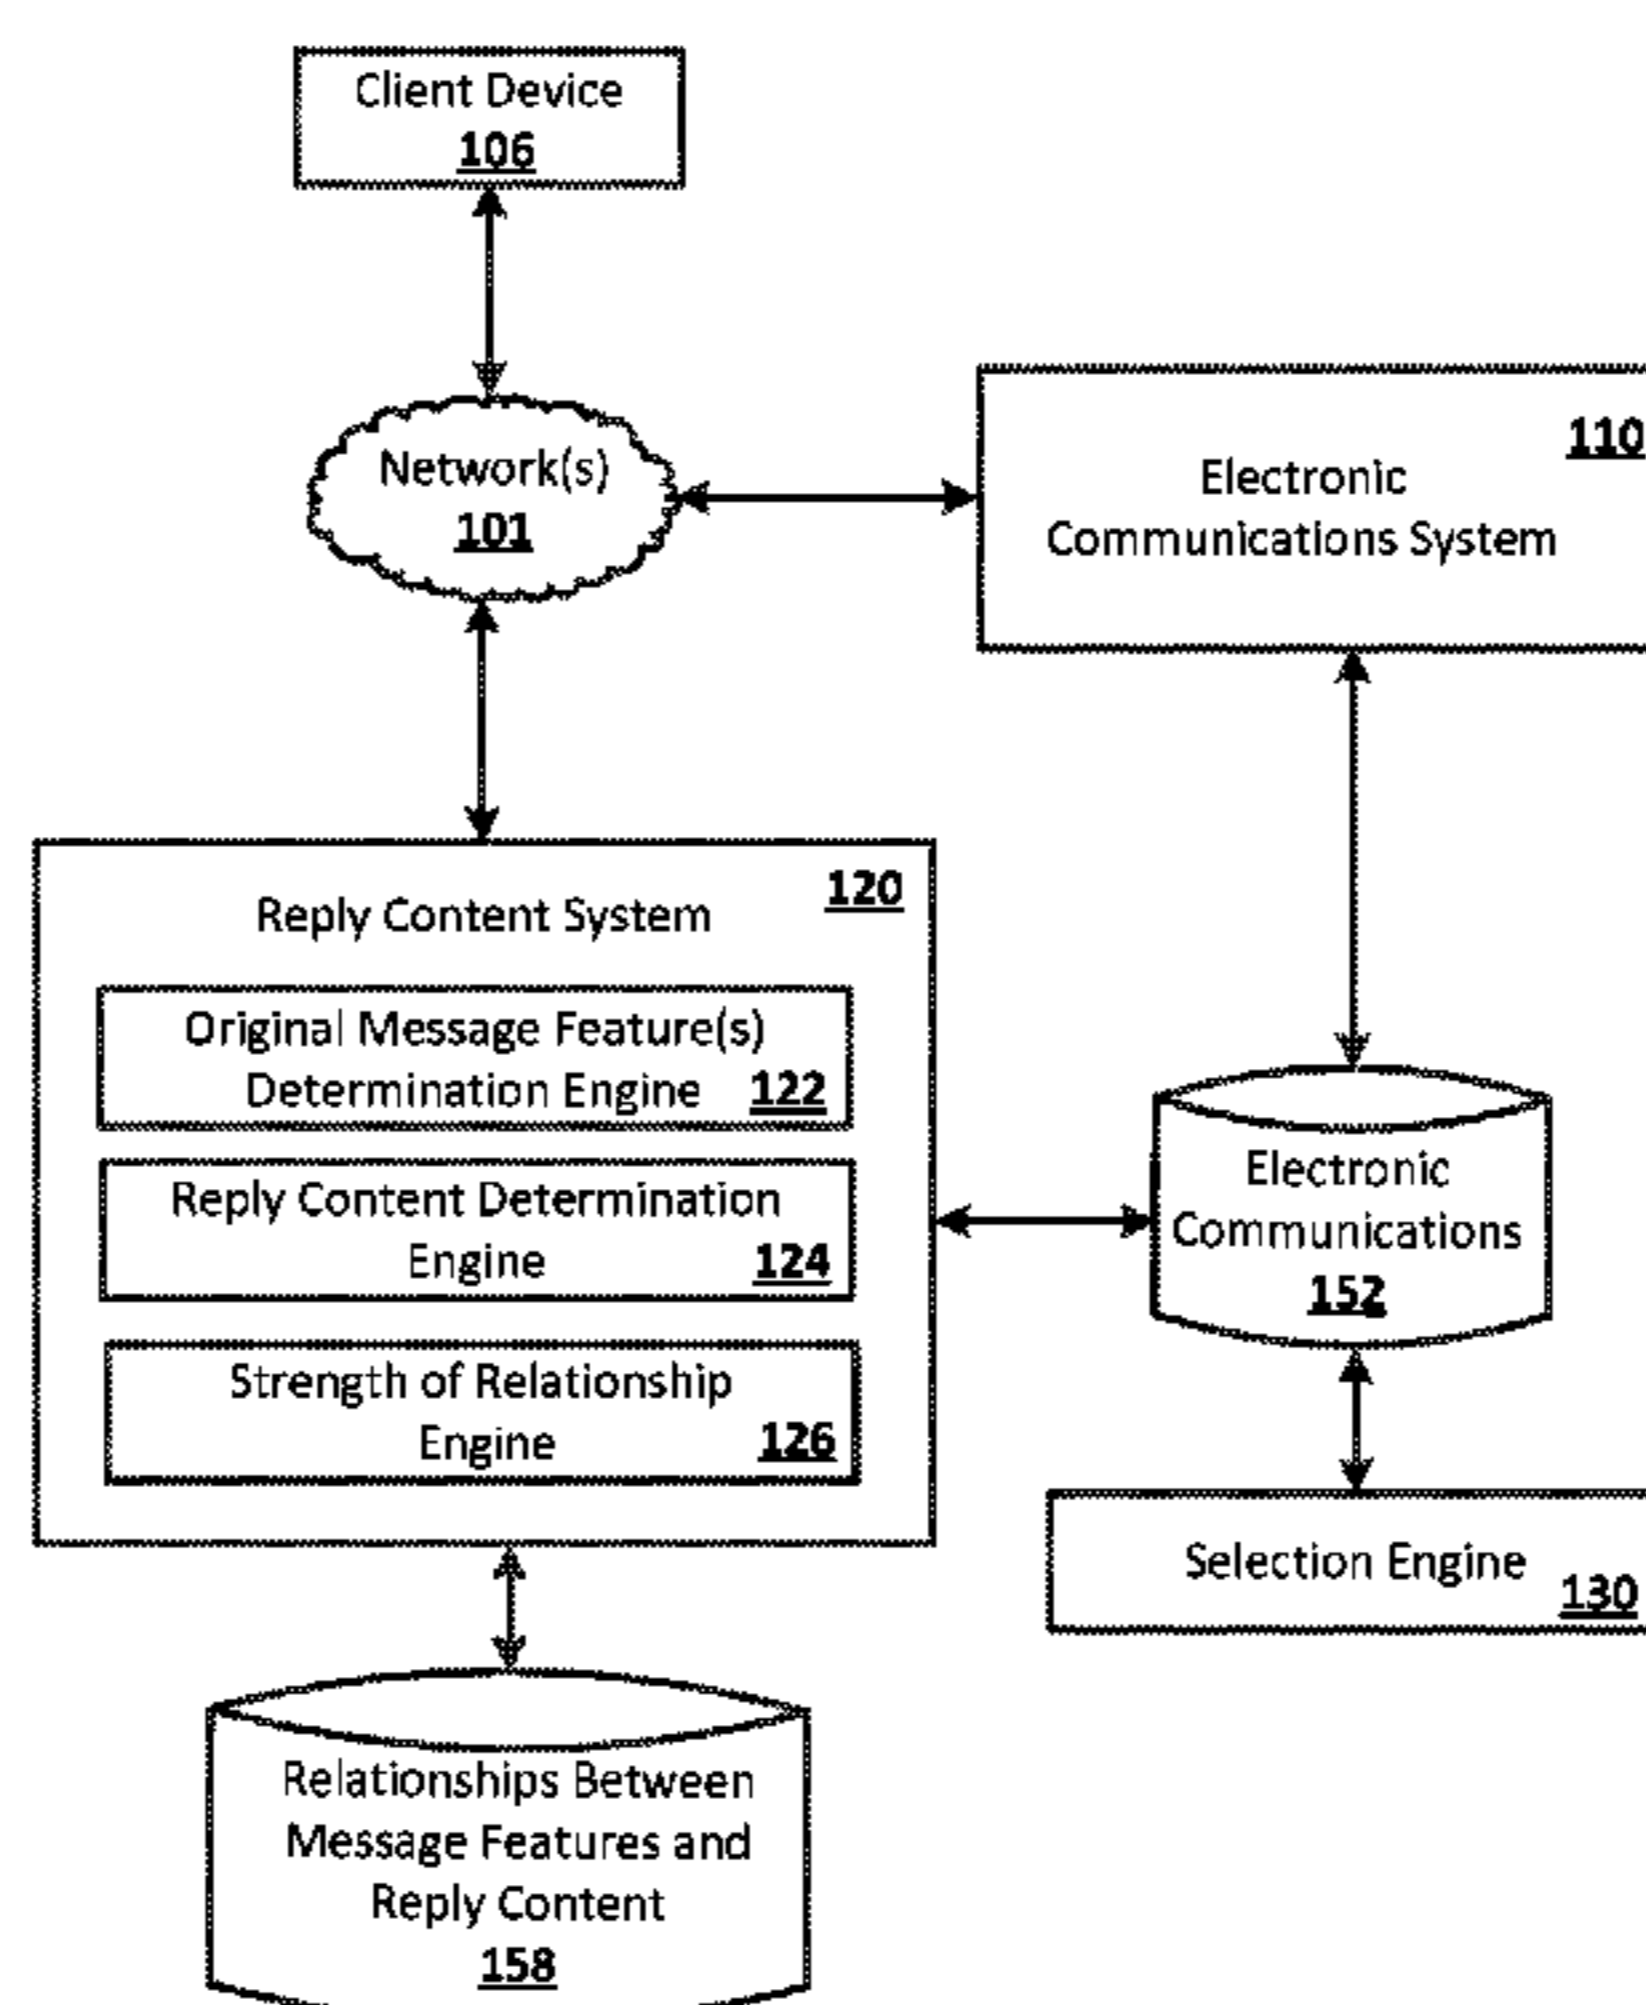 Client Device
106
Network(s)
101
110
Electronic
Communications System
120
Reply Content System
Original Message Feature(s)
Determination Engine 122
Reply Content Determination
Engine 124
Strength of Relationship
Engine 126
Electronic
Communications
152
Selection Engine
130
Relationships Between
Message Features and
Reply Content
158